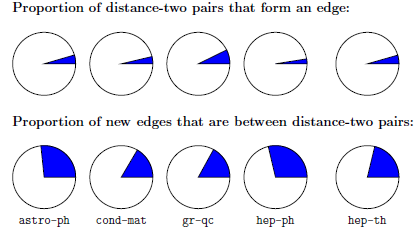 Proportion of distance-two pairs that form an edge:
Proportion of new edges that are between distance-two pairs:
astro-ph cond-mat gr-qc hep-ph hep-th